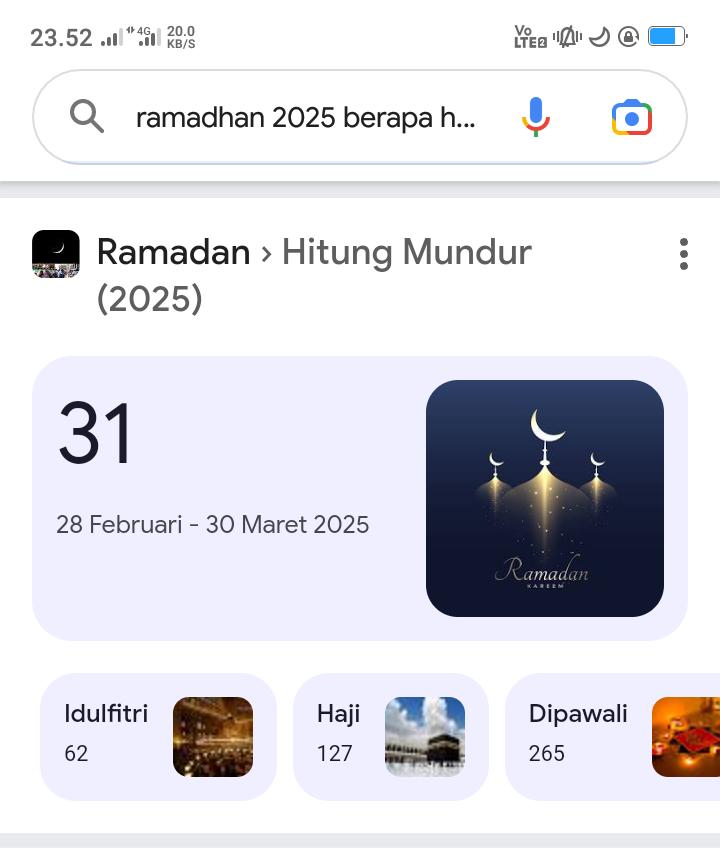 23.52 4G 20.0 KB/S Vo LTE2
ramadhan 2025 berapa h...
Ramadan › Hitung Mundur
(2025)
31
28 Februari - 30 Maret 2025
Ramadan
KAREEM
Idulfitri
62
Haji
127
Dipawali
265